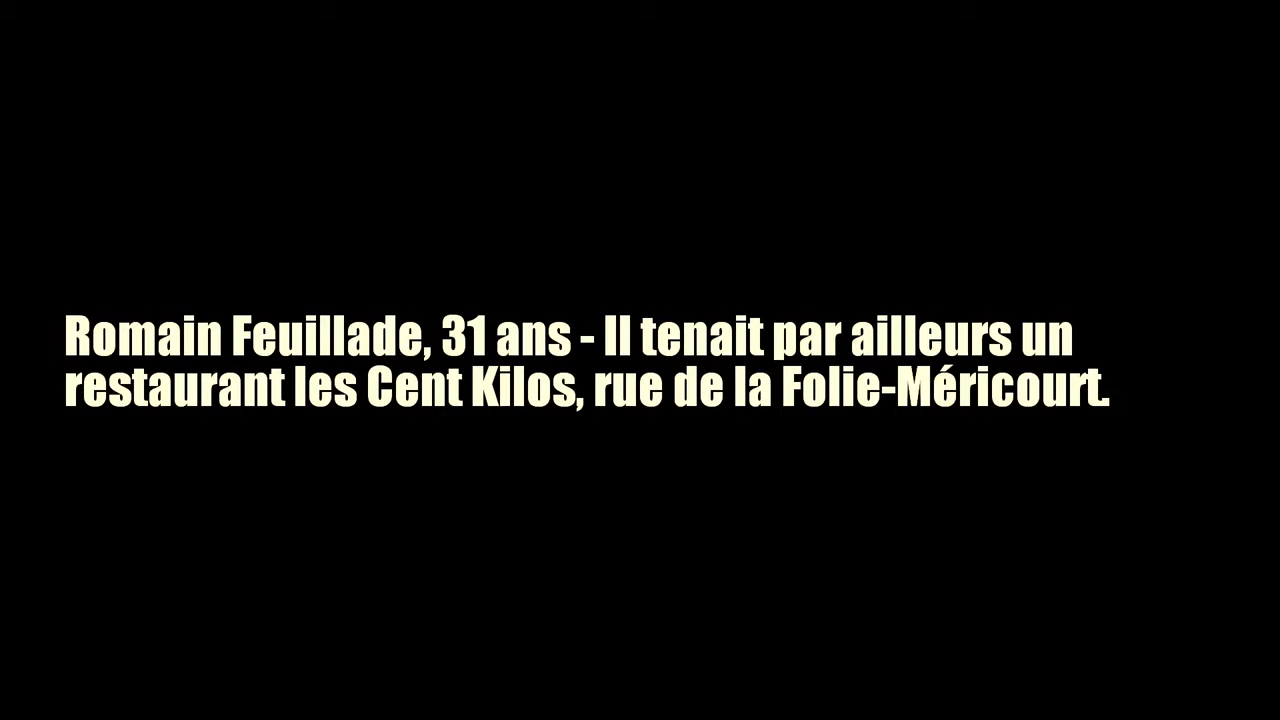 Romain Feuillade, 31 ans - Il tenait par ailleurs un
restaurant les Cent Kilos, rue de la Folie-Méricourt.